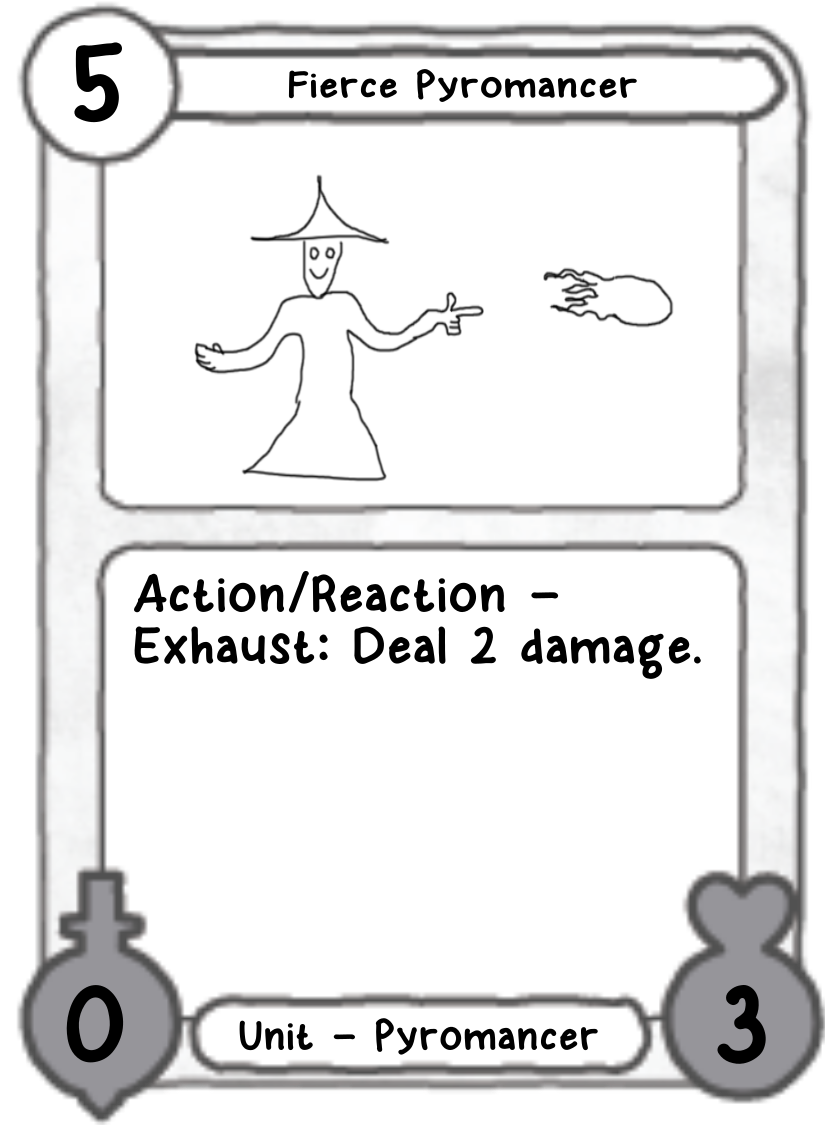 5
Fierce Pyromancer
Action/Reaction –
Exhaust: Deal 2 damage.
0
Unit – Pyromancer
3